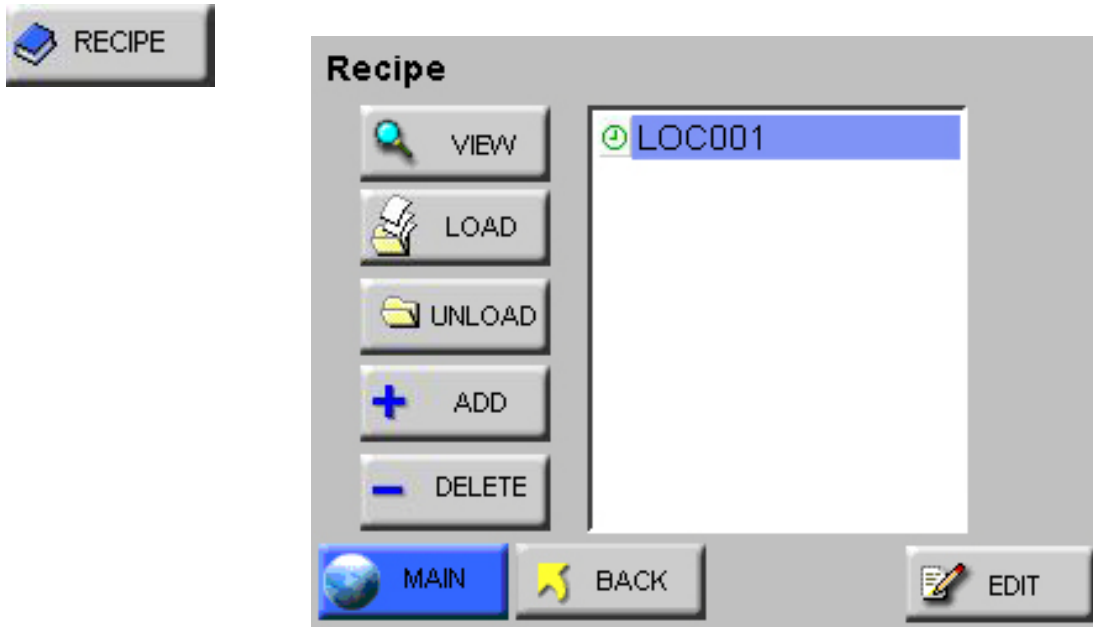 RECIPE
Recipe
VIEW
LOC001
LOAD
UNLOAD
ADD
DELETE
MAIN
BACK
EDIT